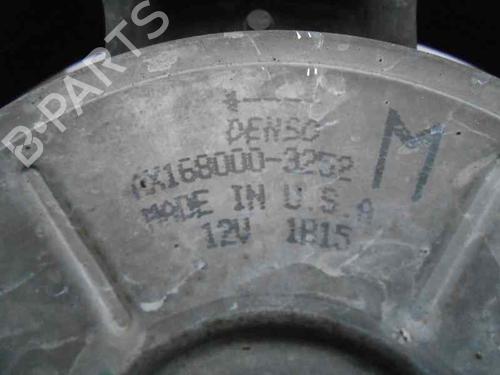 B-PARTS
*----
DENSO
AX168000-3252
MADE IN U.S.A
12V 1B15
M